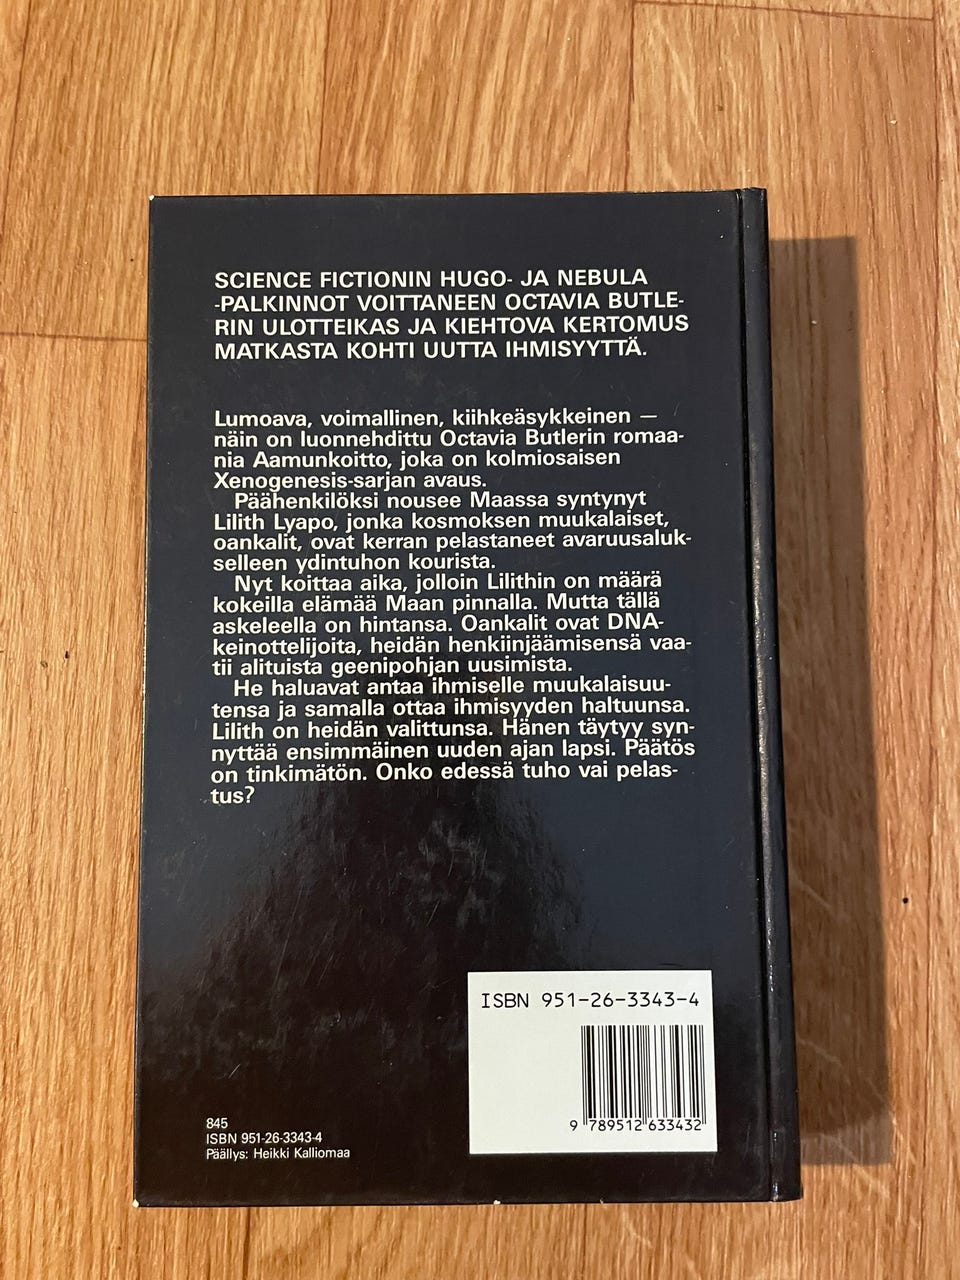 SCIENCE FICTIONIN HUGO- JA NEBULA
-PALKINNOT VOITTANEEN OCTAVIA BUTLE-
RIN ULOTTEIKAS JA KIEHTOVA KERTOMUS
MATKASTA KOHTI UUTTA IHMISYYTTÄ.
Lumoava, voimallinen, kiihkeäsykkeinen —
näin on luonnehdittu Octavia Butlerin romaa-
nia Aamunkoitto, joka on kolmiosaisen
Xenogenesis-sarjan avaus.
Päähenkilöksi nousee Maassa syntynyt
Lilith Lyapo, jonka kosmoksen muukalaiset,
oankalit, ovat kerran pelastaneet avaruusaluk-
selleen ydintuhon kourista.
Nyt koittaa aika, jolloin Lilithin on määrä
kokeilla elämää Maan pinnalla. Mutta tällä
askeleella on hintansa. Oankalit ovat DNA-
keinottelijoita, heidän henkiinjäämisensä vaa-
tii alituista geenipohjan uusimista.
He haluavat antaa ihmiselle muukalaisuu-
tensa ja samalla ottaa ihmisyyden haltuunsa.
Lilith on heidän valittunsa. Hänen täytyy syn-
nyttää ensimmäinen uuden ajan lapsi. Päätös
on tinkimätön. Onko edessä tuho vai pelas-
tus?
ISBN 951-26-3343-4
9 789512 633432
845
ISBN 951-26-3343-4
Päällys: Heikki Kalliomaa